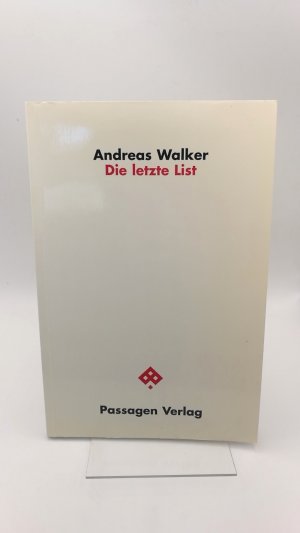 Andreas Walker
Die letzte List
Passagen Verlag